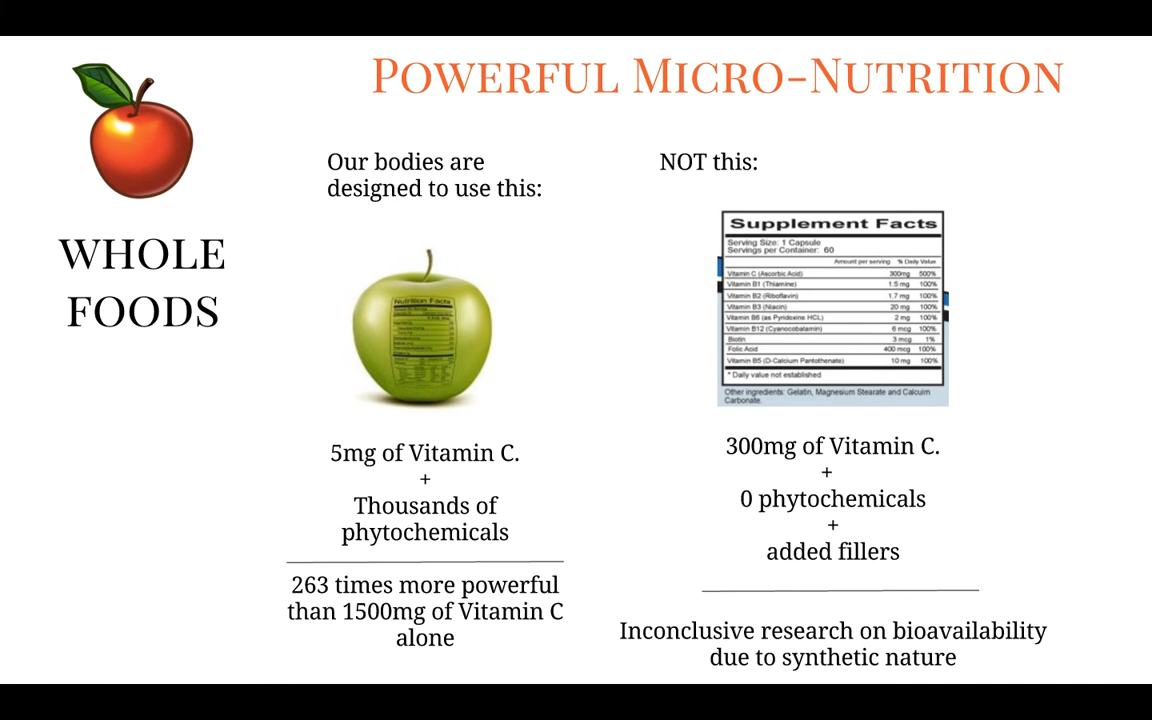 POWERFUL MICRO-NUTRITION
WHOLE
FOODS
Our bodies are
designed to use this:
Nutrition Facts
5mg of Vitamin C.
+
Thousands of
phytochemicals
263 times more powerful
than 1500mg of Vitamin C
alone
NOT this:
Supplement Facts
Serving Size: 1 Capsule
Servings per Container: 60
Amount per serving % Daily Value
Vitamin C (Ascorbic Acid) 300mg 500%
Vitamin B1 (Thiamine) 1.5 mg 100%
Vitamin B2 (Riboflavin) 1.7 mg 100%
Vitamin B3 (Niacin) 20 mg 100%
Vitamin B6 (as Pyridoxine HCL) 2 mg 100%
Vitamin B12 (Cyanocobalamin) 6 mcg 100%
Biotin 3 mcg 1%
Folic Acid 400 mcg 100%
Vitamin B5 (D-Calcium Pantothenate) 10 mg 100%
* Daily value not established
Other ingredients: Gelatin, Magnesium Stearate and Calcuim
Carbonate.
300mg of Vitamin C.
+
0 phytochemicals
+
added fillers
Inconclusive research on bioavailability
due to synthetic nature